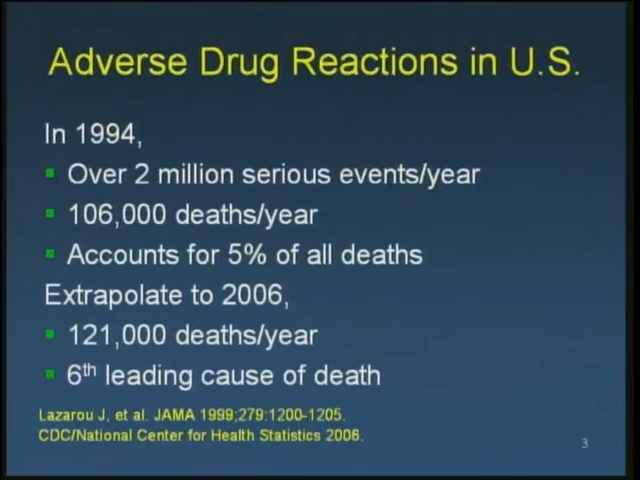 Adverse Drug Reactions in U.S.
In 1994,
Over 2 million serious events/year
106,000 deaths/year
Accounts for 5% of all deaths
Extrapolate to 2006,
121,000 deaths/year
6th leading cause of death
Lazarou J, et al. JAMA 1999;279:1200-1205.
CDC/National Center for Health Statistics 2006.
3